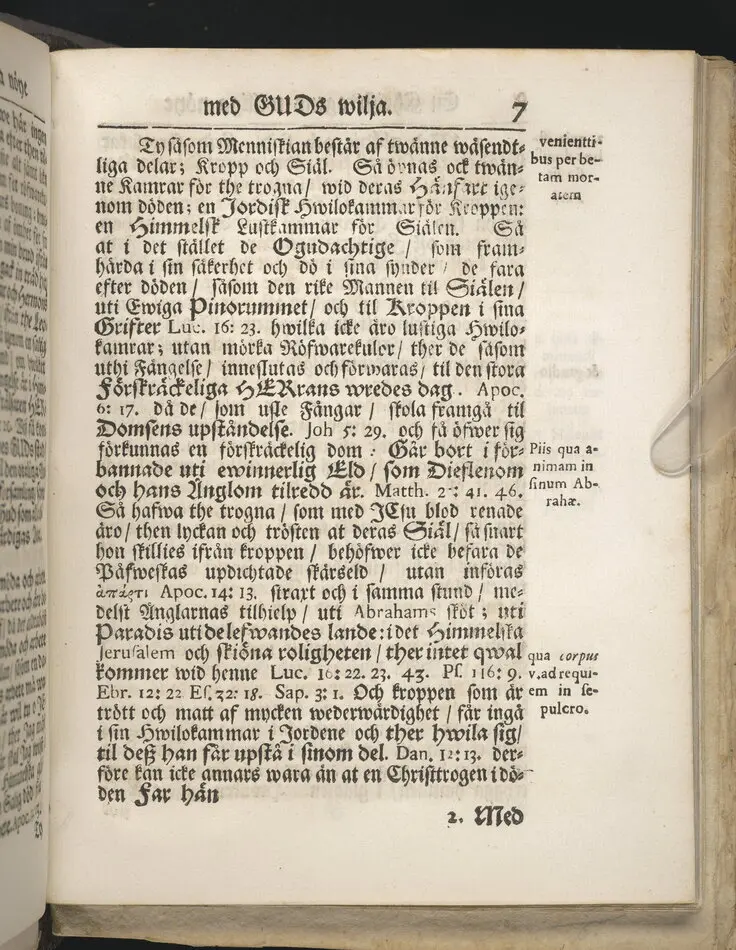 med GUDs wilja.
7
Ty såsom Menniskian består af twänne wäsendt-
liga delar; Kropp och Siäl. Så öpnas ock twän-
ne Kamrar för the trogna/ wid deras Hänfart ige-
nom döden; en Jordisk Hwilokammar för Kroppen:
en Himmelsk Lustkammar för Siälen. Så
at i det stället de Ogudachtige / som fram-
härda i sin säkerhet och dö i sina synder / de fara
efter döden / såsom den rike Mannen til Siälen /
uti Ewiga Pinorummet / och til Kroppen i sina
Grifter Luc. 16: 23. hwilka icke äro lustiga Hwilo-
kamrar; utan mörka Röfwarekulor / ther de såsom
uthi Fängelse / inneslutas och förwaras / til den stora
Förskräckeliga HERrans wredes dag. Apoc.
6: 17. då de / som usle Fångar / skola framgå til
Domsens upståndelse. Joh 5: 29. och få öfwer sig
förkunnas en förskräckelig dom: Går bort i för-
bannade uti ewinnerlig Eld / som Dieflenom
och hans Änglom tilredd är. Matth. 25: 41. 46.
Så hafwa the trogna / som med JEsu blod renade
äro / then lyckan och trösten at deras Siäl / så snart
hon skillies ifrån kroppen / behöfwer icke befara de
Påfweskas updichtade skärseld / utan införas
ἀπάρτι Apoc. 14: 13. straxt och i samma stund / me-
delst Änglarnas tilhielp / uti Abrahams sköt; uti
Paradis uti de lefwandes lande: i det Himmelska
Jerusalem och skiöna roligheten / ther intet qwal
kommer wid henne Luc. 16: 22. 23. 43. Ps. 116: 9.
Ebr. 12: 22 Es. 32: 18. Sap. 3: 1. Och kroppen som är
trött och matt af mycken wederwärdighet / får ingå
i sin Hwilokammar i Jordene och ther hwila sig/
til deß han får upstå i sinom del. Dan. 12: 13. der-
före kan icke annars wara än at en Christtrogen i dö-
den Far hän
2. Med
venientti-
bus per be-
tam mor-
atem
Piis qua a-
nimam in
sinum Ab-
rahæ.
qua corpus
v. ad requi-
em in se-
pulcro.